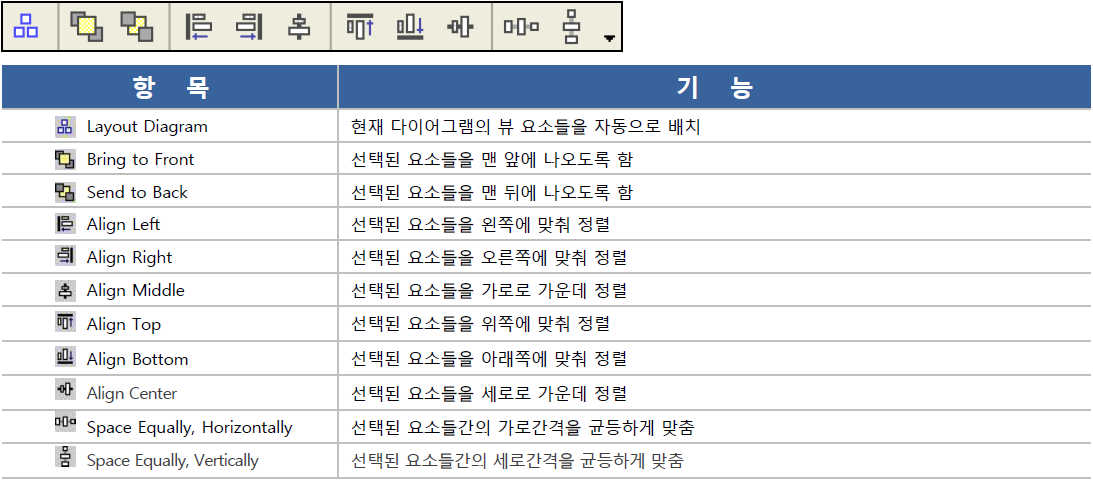 항 목 기 능
Layout Diagram 현재 다이어그램의 뷰 요소들을 자동으로 배치
Bring to Front 선택된 요소들을 맨 앞에 나오도록 함
Send to Back 선택된 요소들을 맨 뒤에 나오도록 함
Align Left 선택된 요소들을 왼쪽에 맞춰 정렬
Align Right 선택된 요소들을 오른쪽에 맞춰 정렬
Align Middle 선택된 요소들을 가로로 가운데 정렬
Align Top 선택된 요소들을 위쪽에 맞춰 정렬
Align Bottom 선택된 요소들을 아래쪽에 맞춰 정렬
Align Center 선택된 요소들을 세로로 가운데 정렬
Space Equally, Horizontally 선택된 요소들간의 가로간격을 균등하게 맞춤
Space Equally, Vertically 선택된 요소들간의 세로간격을 균등하게 맞춤